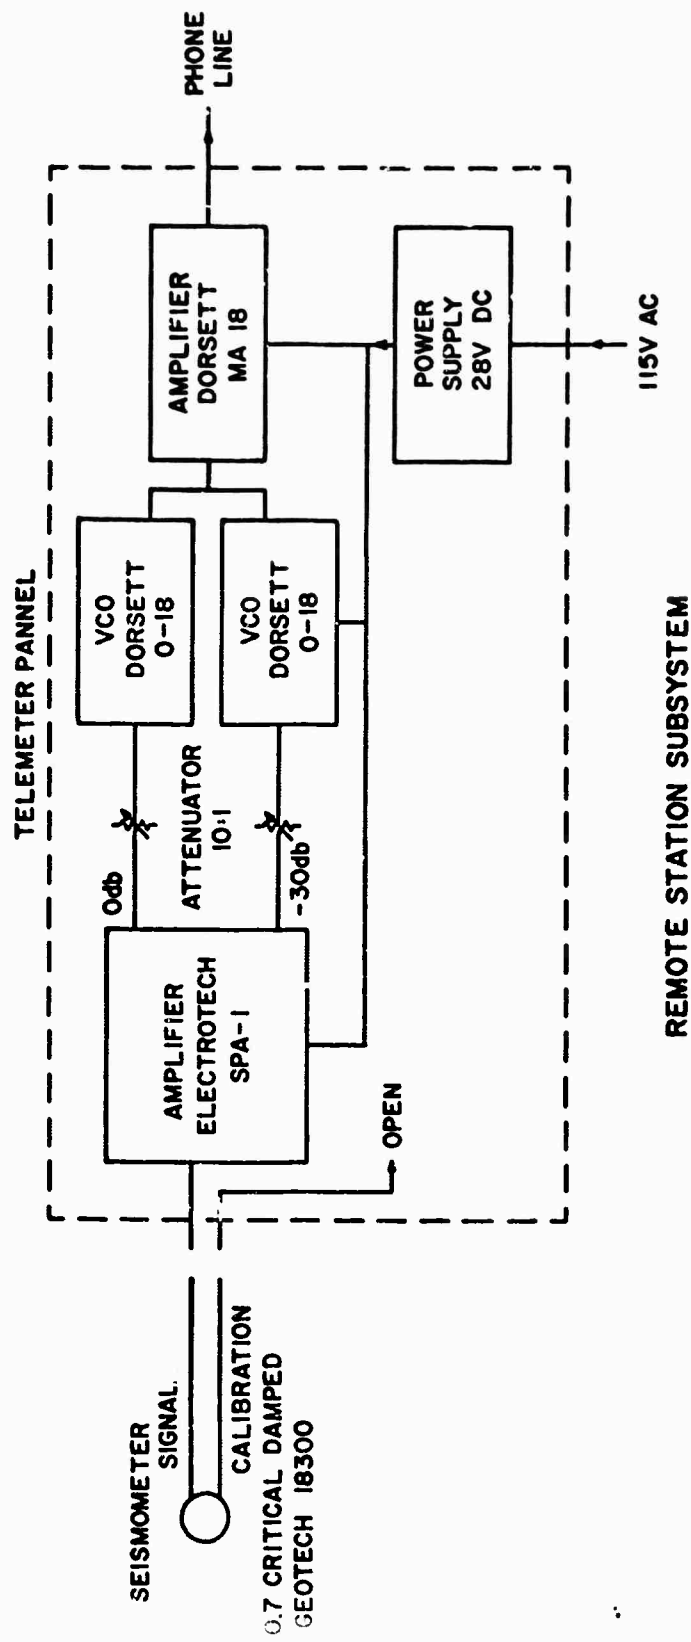 TELEMETER PANNEL
SEISMOMETER
SIGNAL
CALIBRATION
0.7 CRITICAL DAMPED
GEOTECH 18300
OPEN
AMPLIFIER
ELECTROTECH
SPA-1
0db
ATTENUATOR
10:1
-30db
VCO
DORSETT
O-18
VCO
DORSETT
O-18
AMPLIFIER
DORSETT
MA 18
POWER
SUPPLY
28V DC
PHONE
LINE
115V AC
REMOTE STATION SUBSYSTEM